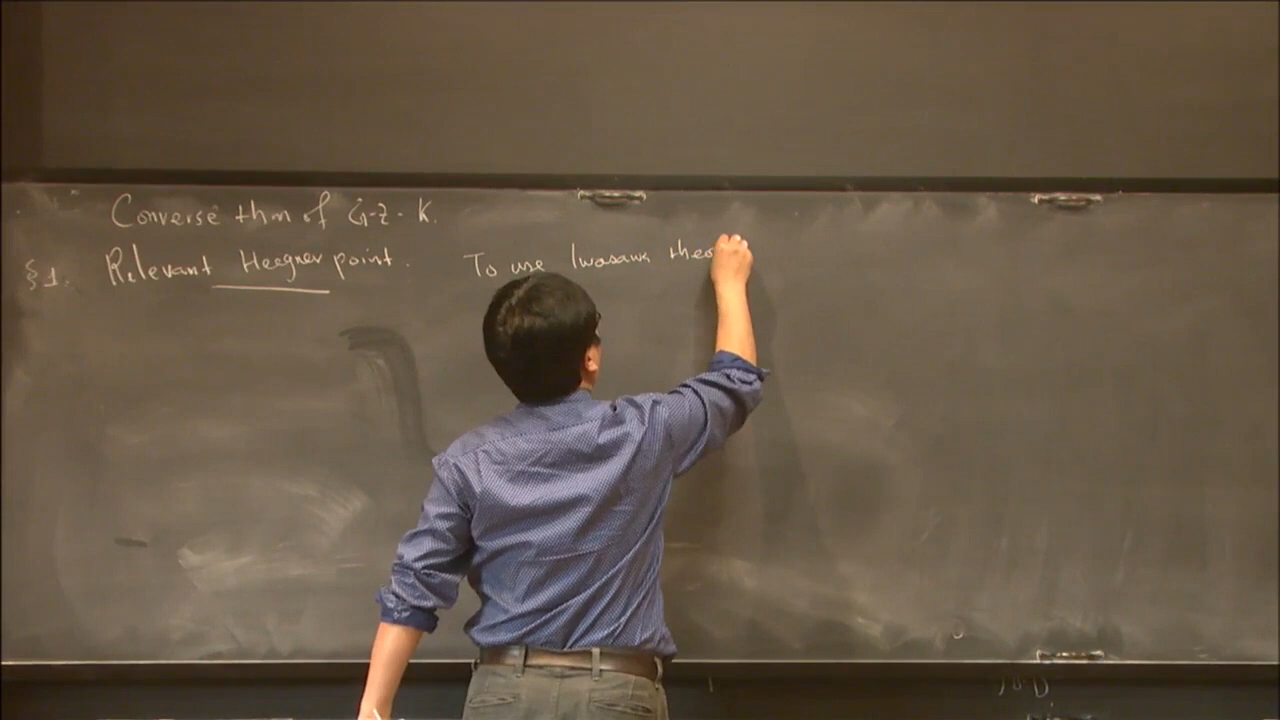 Converse thm of G-Z-K.
§1. Relevant Heegner point. To use Iwasawa theo